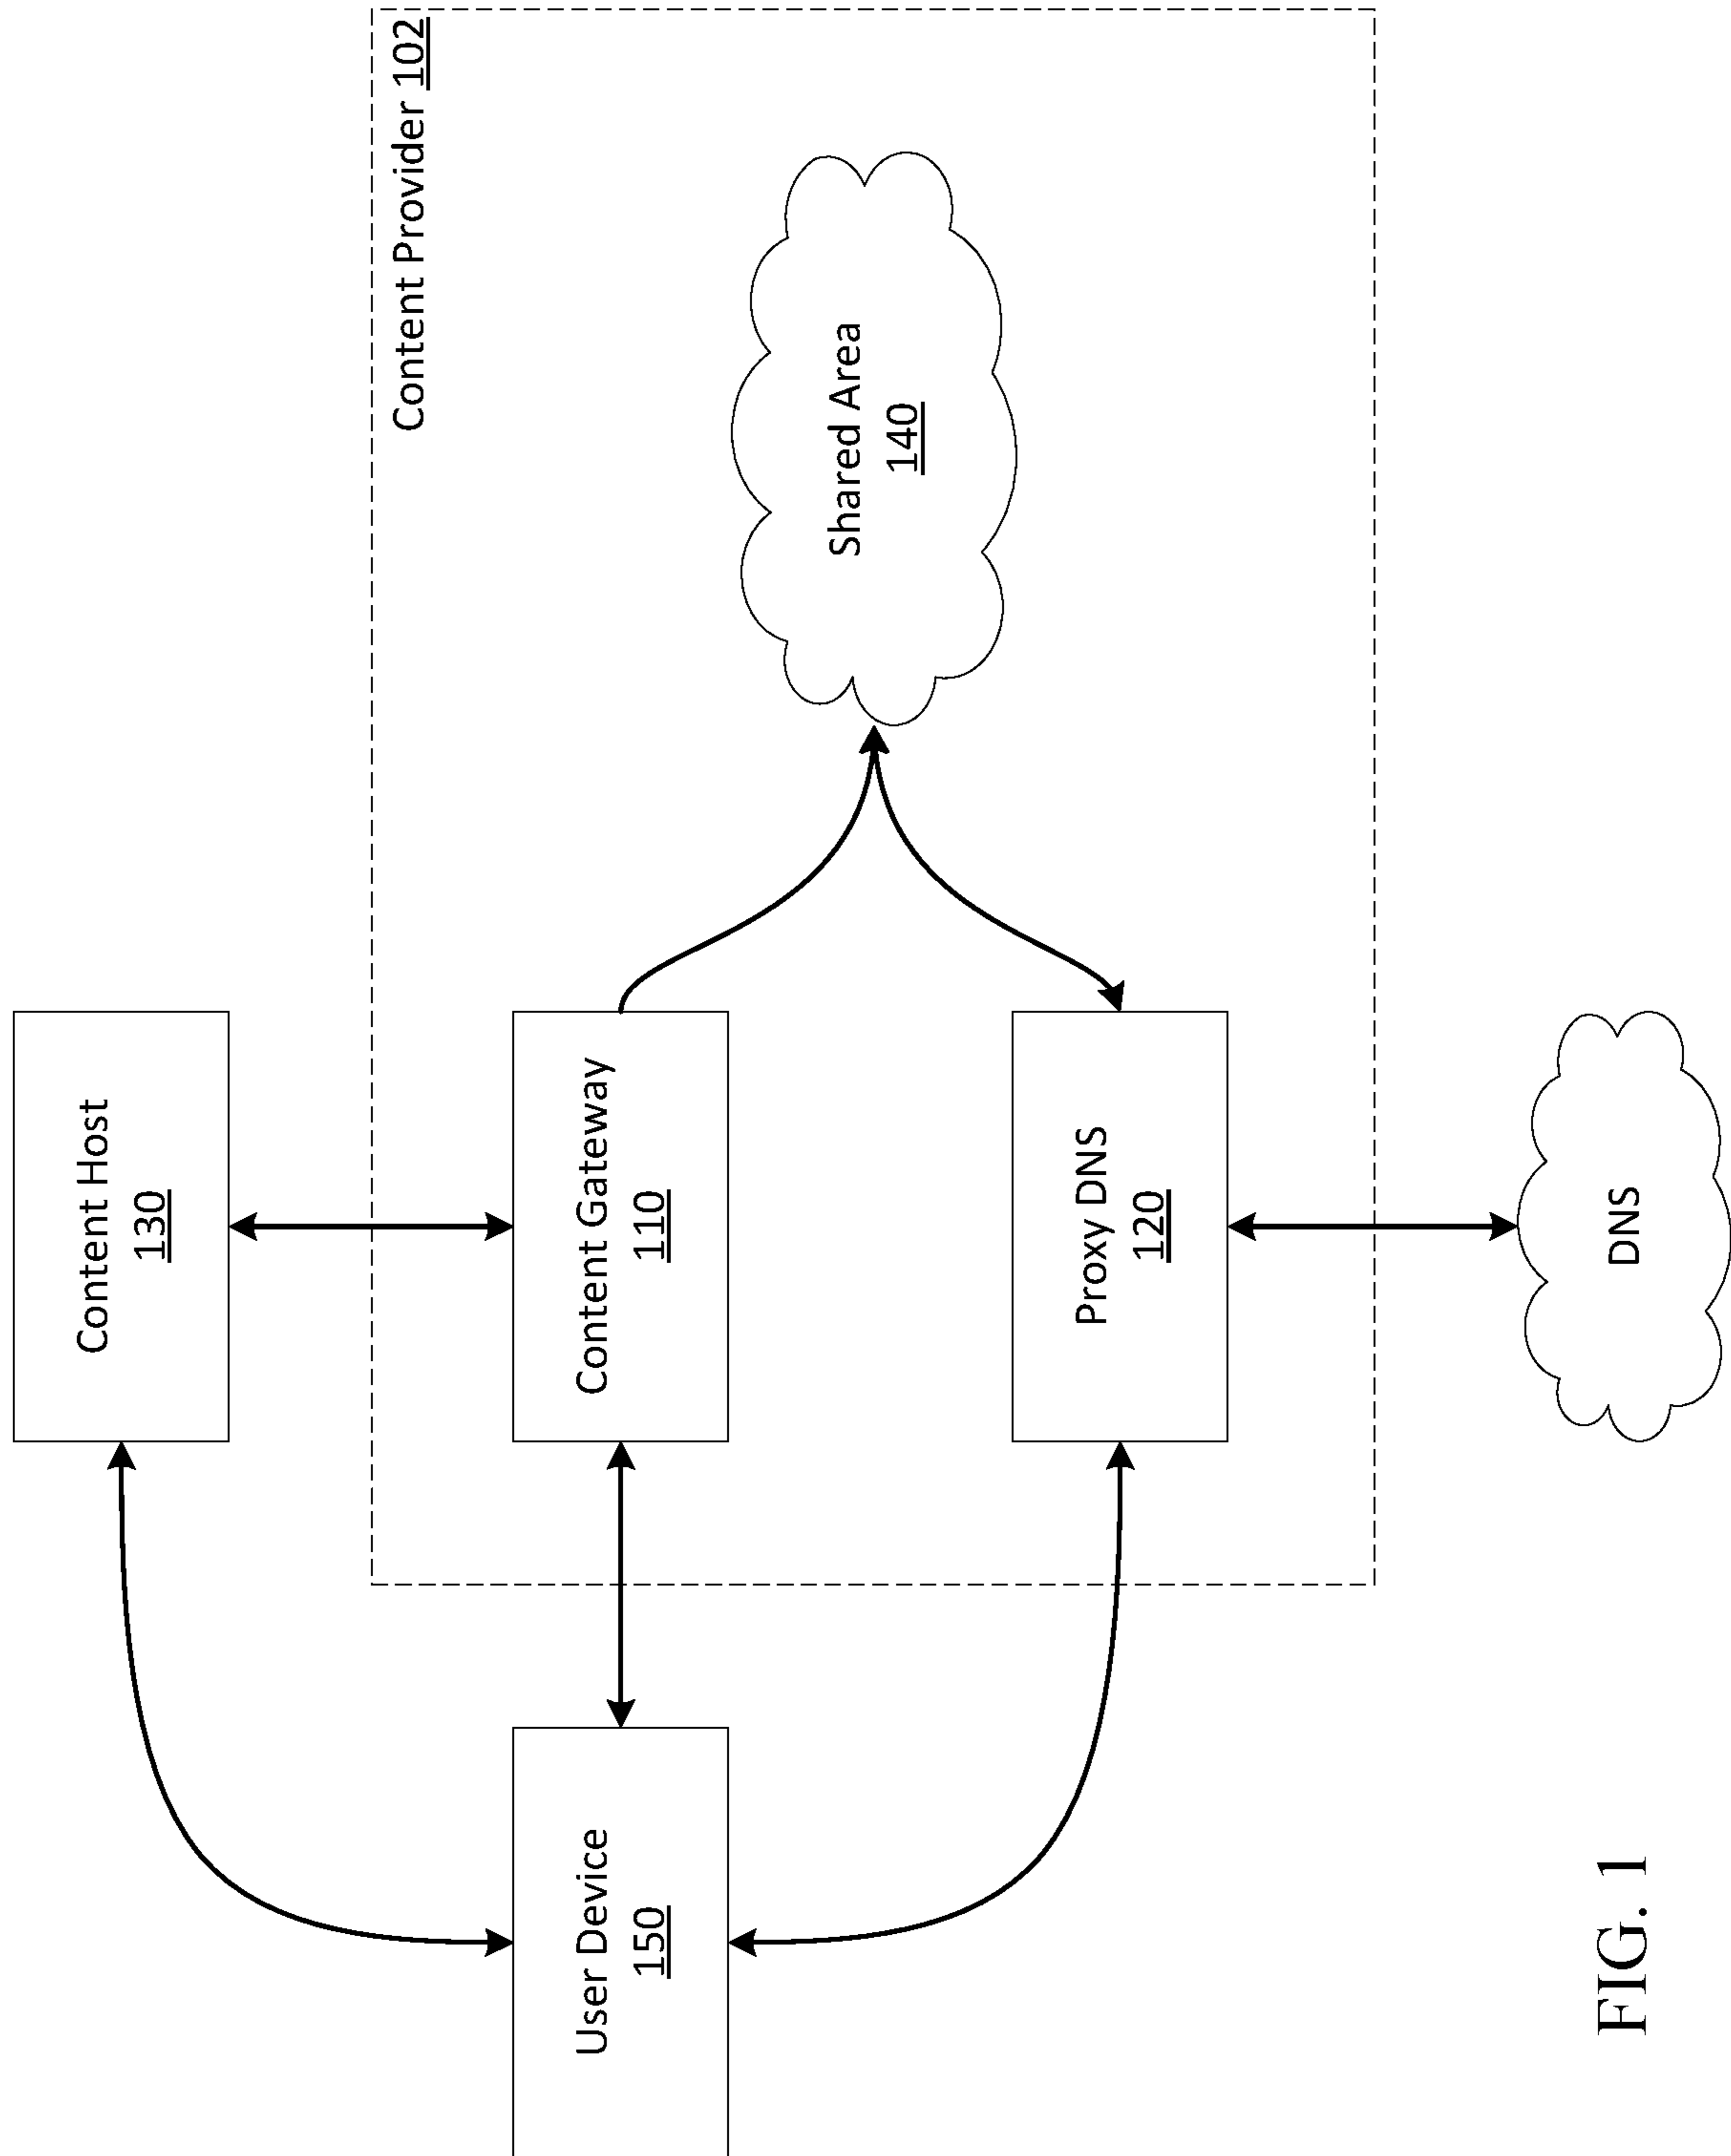 Content Provider 102
Content Host
130
User Device
150
Content Gateway
110
Shared Area
140
Proxy DNS
120
DNS
FIG. 1